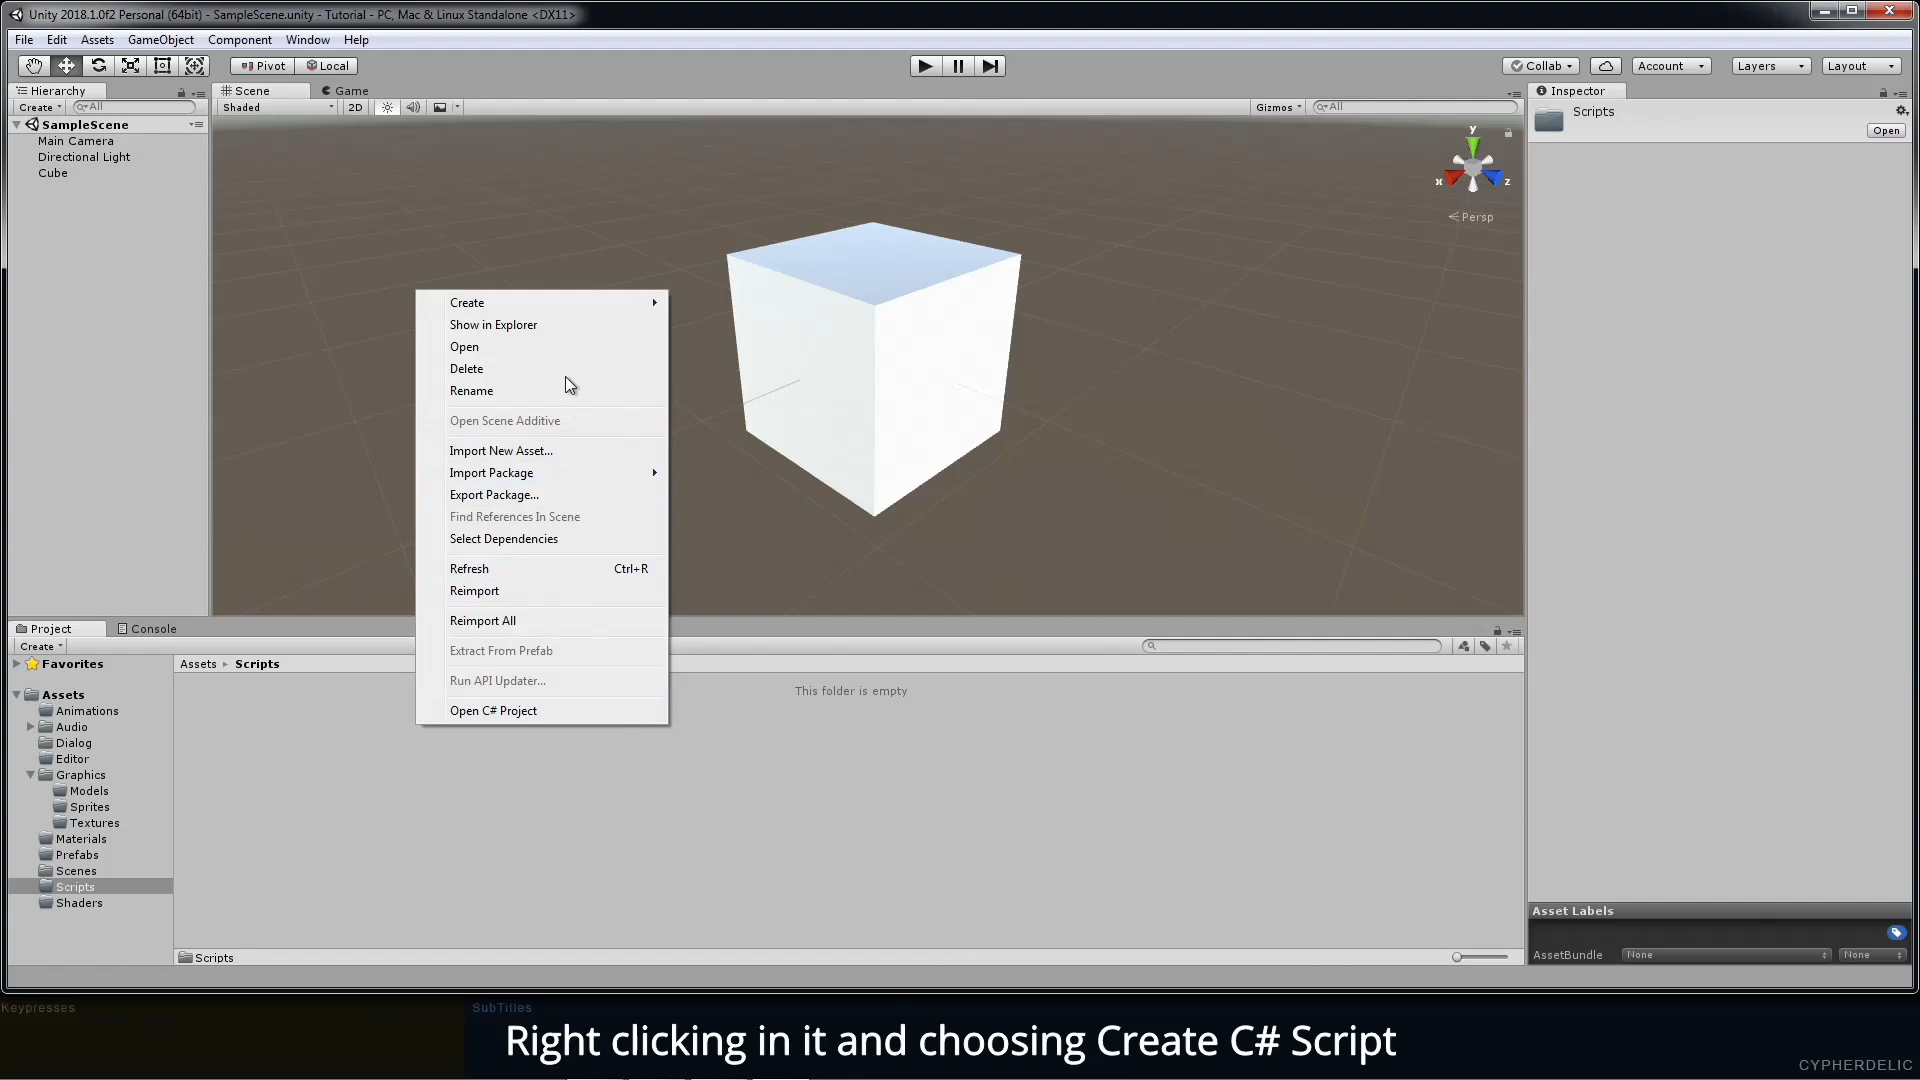 Unity 2018.1.0f2 Personal (64bit) - SampleScene.unity - Tutorial - PC, Mac & Linux Standalone <DX11>
File Edit Assets GameObject Component Window Help
Pivot Local Collab Account Layers Layout
Hierarchy Scene Game Inspector
Create All Shaded 2D Gizmos All
Scripts
Open
SampleScene
Main Camera
Directional Light
Cube
y
x z
Persp
Create
Show in Explorer
Open
Delete
Rename
Open Scene Additive
Import New Asset...
Import Package
Export Package...
Find References In Scene
Select Dependencies
Refresh Ctrl+R
Reimport
Reimport All
Extract From Prefab
Run API Updater...
Open C# Project
Project Console
Create
Favorites
Assets
Animations
Audio
Dialog
Editor
Graphics
Models
Sprites
Textures
Materials
Prefabs
Scenes
Scripts
Shaders
Assets Scripts
This folder is empty
Scripts
Asset Labels
AssetBundle None None
Keypresses SubTitles
Right clicking in it and choosing Create C# Script
CYPHERDELIC